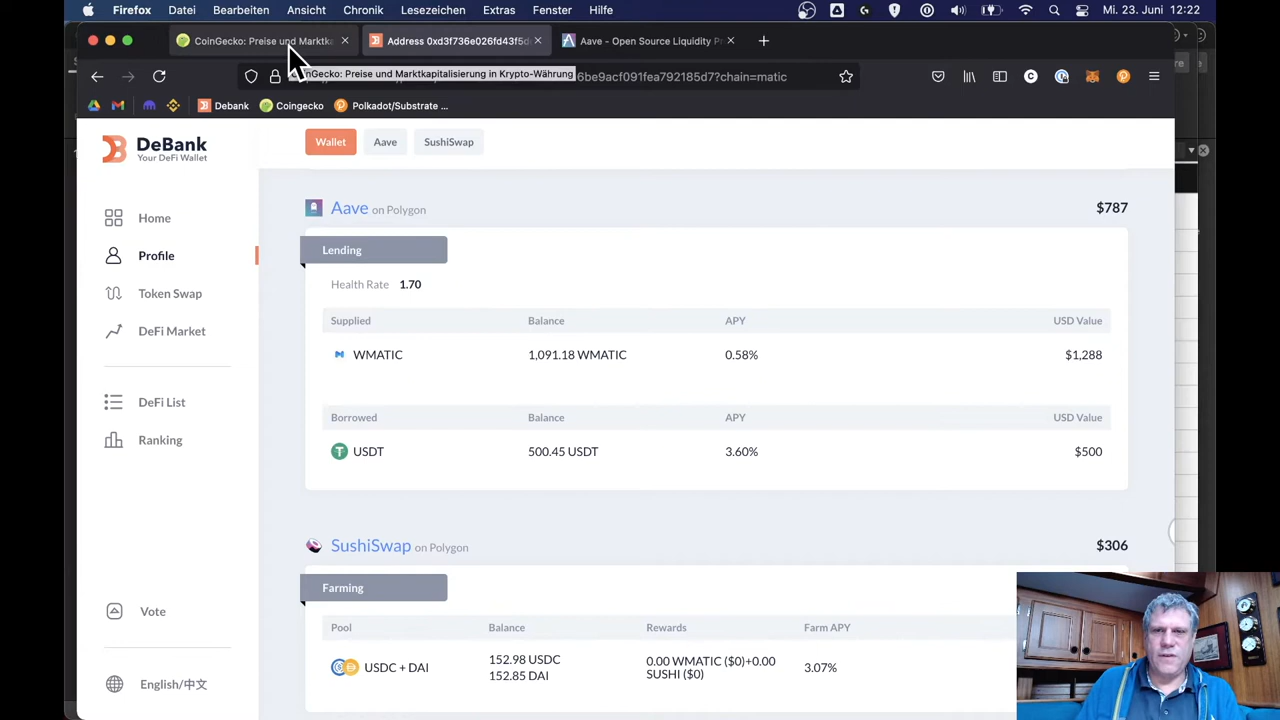 Firefox Datei Bearbeiten Ansicht Chronik Lesezeichen Extras Fenster Hilfe Mi. 23. Juni 12:22
CoinGecko: Preise und Marktka
Address 0xd3f736e026fd43f5d
Aave - Open Source Liquidity Pr
nGecko: Preise und Marktkapitalisierung in Krypto-Währung
6be9acf091fea792185d7?chain=matic
Debank Coingecko Polkadot/Substrate ...
DeBank
Your DeFi Wallet
Wallet Aave SushiSwap
Home
Profile
Token Swap
DeFi Market
DeFi List
Ranking
Vote
English/中文
Aave on Polygon $787
Lending
Health Rate 1.70
Supplied Balance APY USD Value
WMATIC 1,091.18 WMATIC 0.58% $1,288
Borrowed Balance APY USD Value
USDT 500.45 USDT 3.60% $500
SushiSwap on Polygon $306
Farming
Pool Balance Rewards Farm APY
USDC + DAI 152.98 USDC 0.00 WMATIC ($0)+0.00 3.07%
152.85 DAI SUSHI ($0)